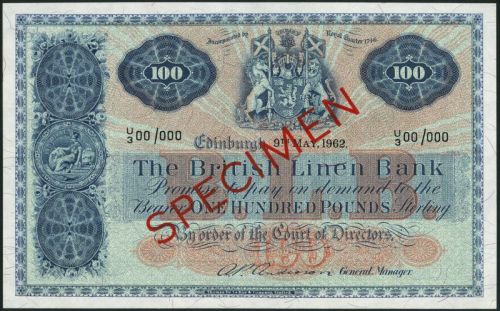 Incorporated by Royal Charter 1746.
100 100
U/3 00/000 U/3 00/000
Edinburgh, 9TH MAY, 1962.
The British Linen Bank
Promise to pay on demand to the
Bearer ONE HUNDRED POUNDS Sterling
By order of the Court of Directors.
100
General Manager.
SPECIMEN